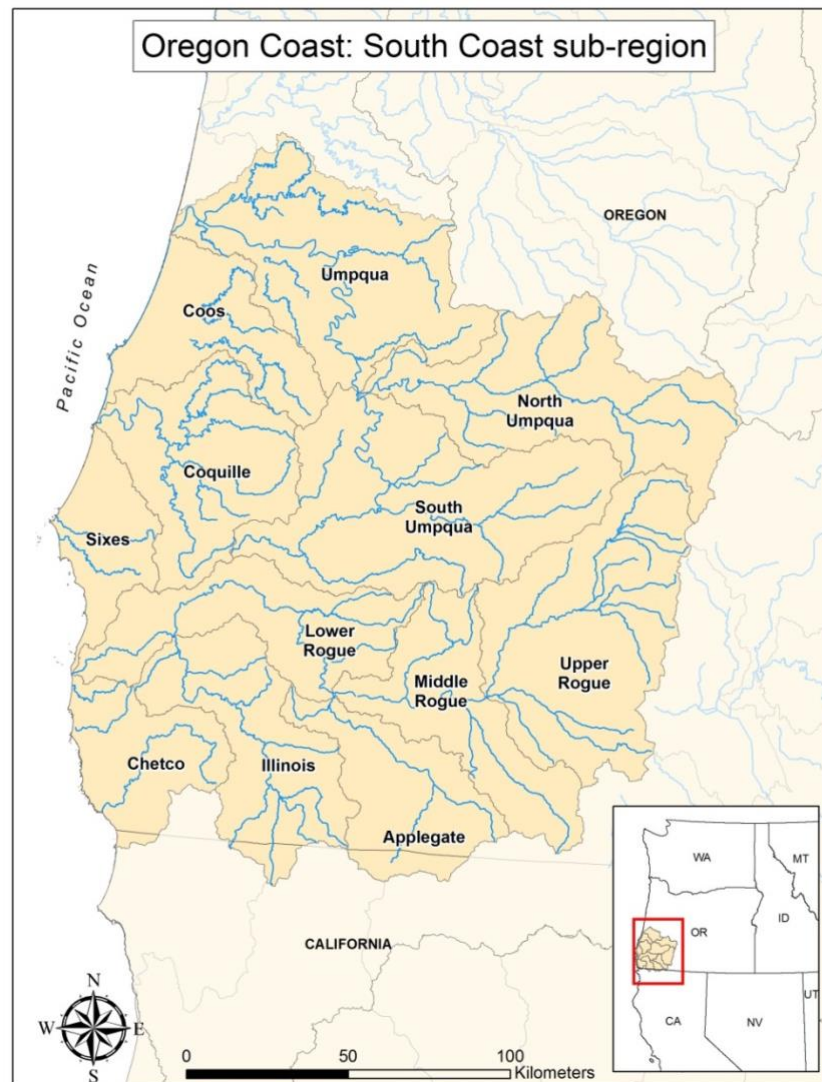 Oregon Coast: South Coast sub-region
OREGON
Pacific Ocean
Umpqua
Coos
North
Umpqua
Coquille
South
Umpqua
Sixes
Lower
Rogue
Upper
Rogue
Middle
Rogue
Chetco
Illinois
Applegate
CALIFORNIA
WA
MT
OR
ID
CA
NV
UT
N
W
E
S
0
50
100
Kilometers